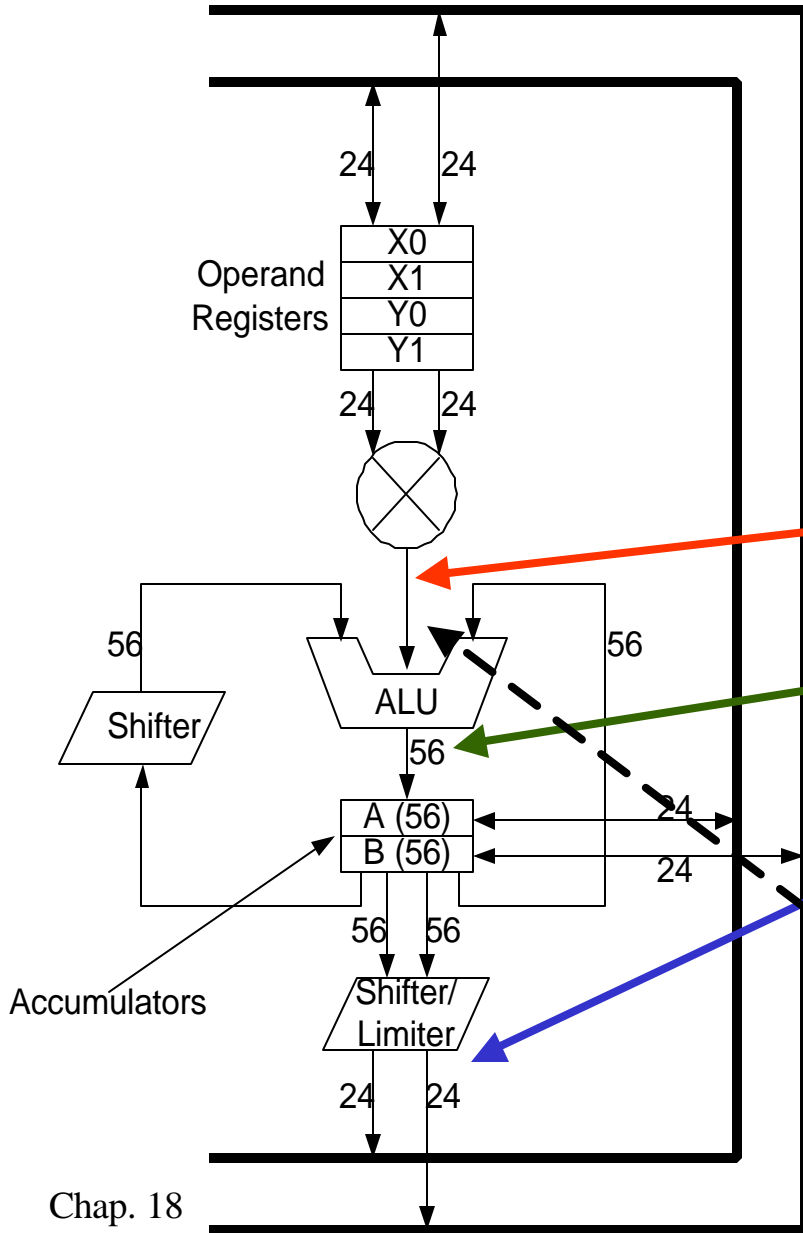 24 24
X0
Operand
Registers
X1
Y0
Y1
24 24
56
56
Shifter
ALU
56
A (56)
B (56)
24
24
56 56
Accumulators
Shifter/
Limiter
24 24
Chap. 18